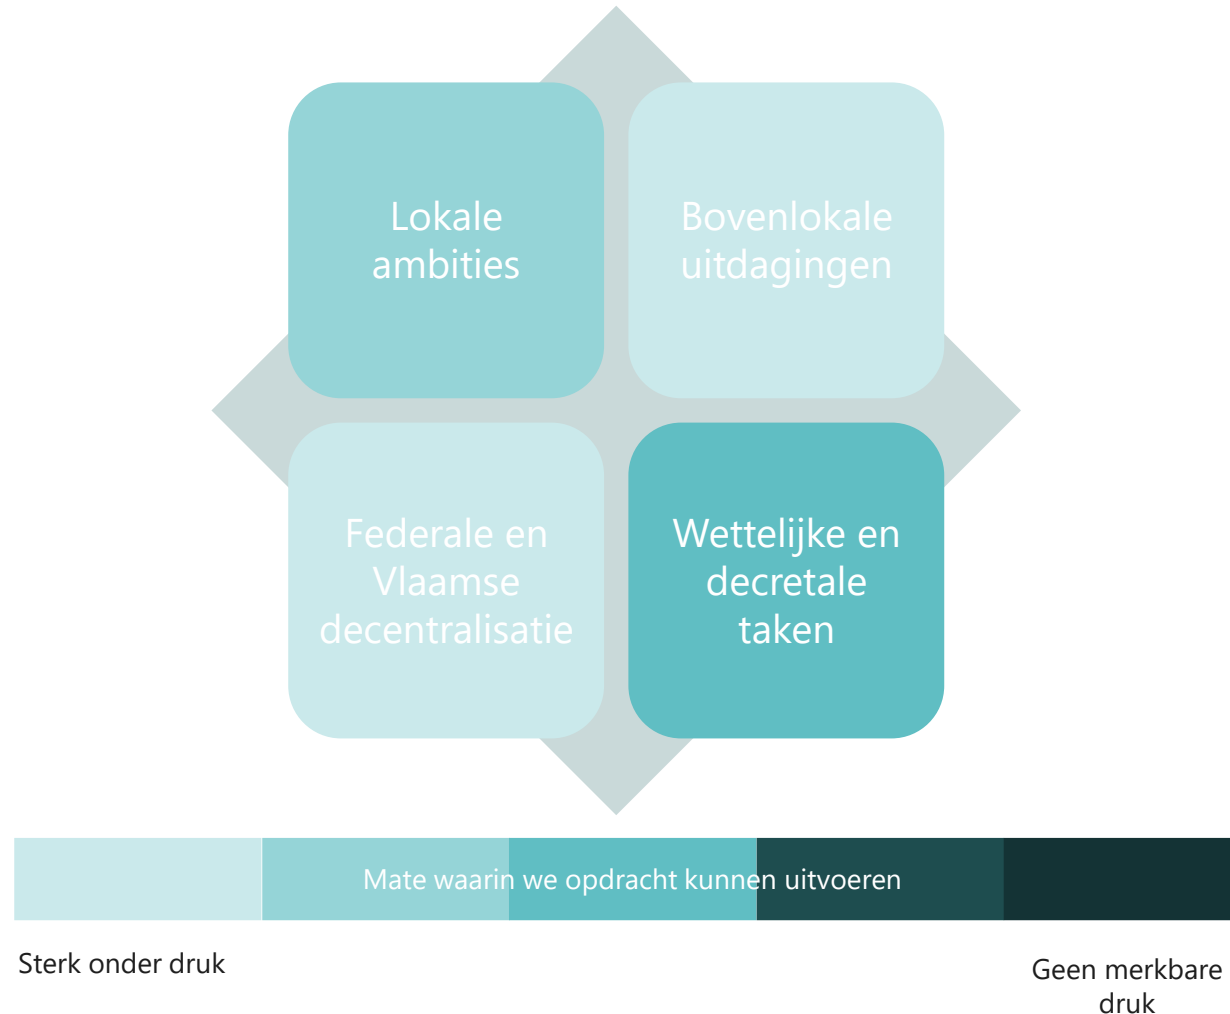 Lokale
ambities
Bovenlokale
uitdagingen
Federale en
Vlaamse
decentralisatie
Wettelijke en
decretale
taken
Mate waarin we opdracht kunnen uitvoeren
Sterk onder druk
Geen merkbare
druk